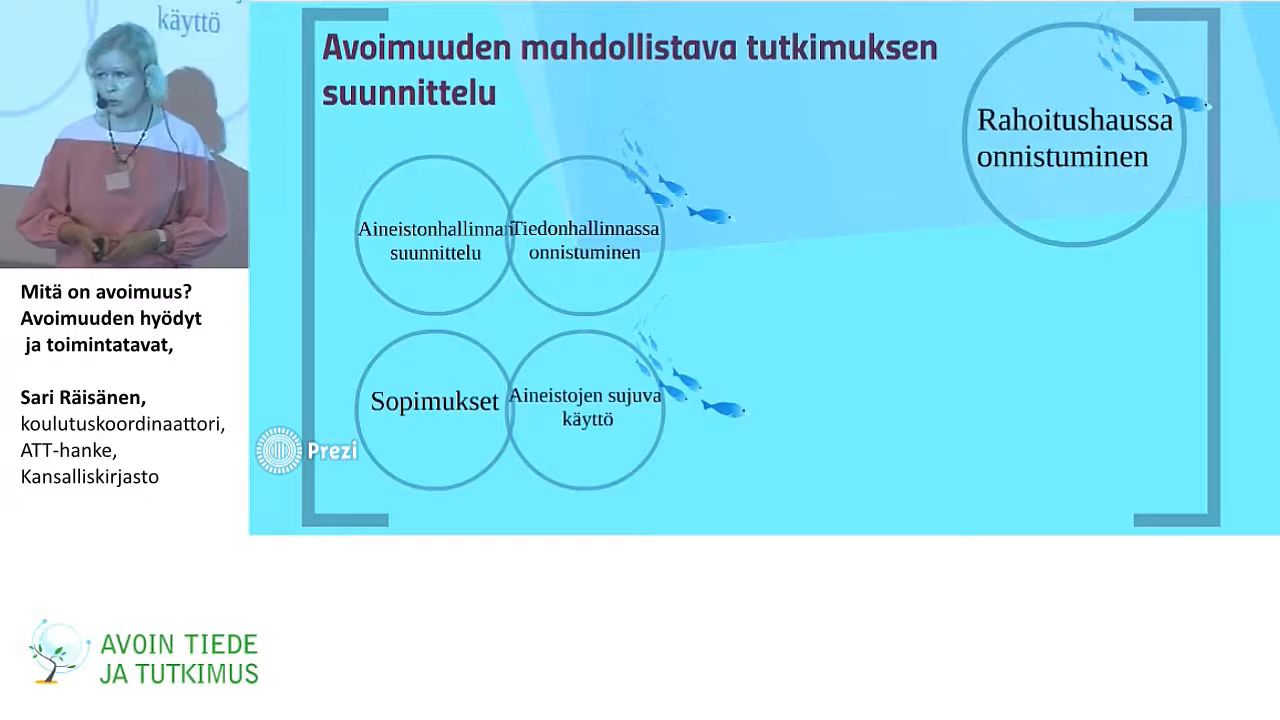 käyttö
Avoimuuden mahdollistava tutkimuksen
suunnittelu
Rahoitushaussa
onnistuminen
Aineistonhallinnan
suunnittelu
Tiedonhallinnassa
onnistuminen
Sopimukset
Aineistojen sujuva
käyttö
Prezi
Mitä on avoimuus?
Avoimuuden hyödyt
ja toimintatavat,
Sari Räisänen,
koulutuskoordinaattori,
ATT-hanke,
Kansalliskirjasto
AVOIN TIEDE
JA TUTKIMUS